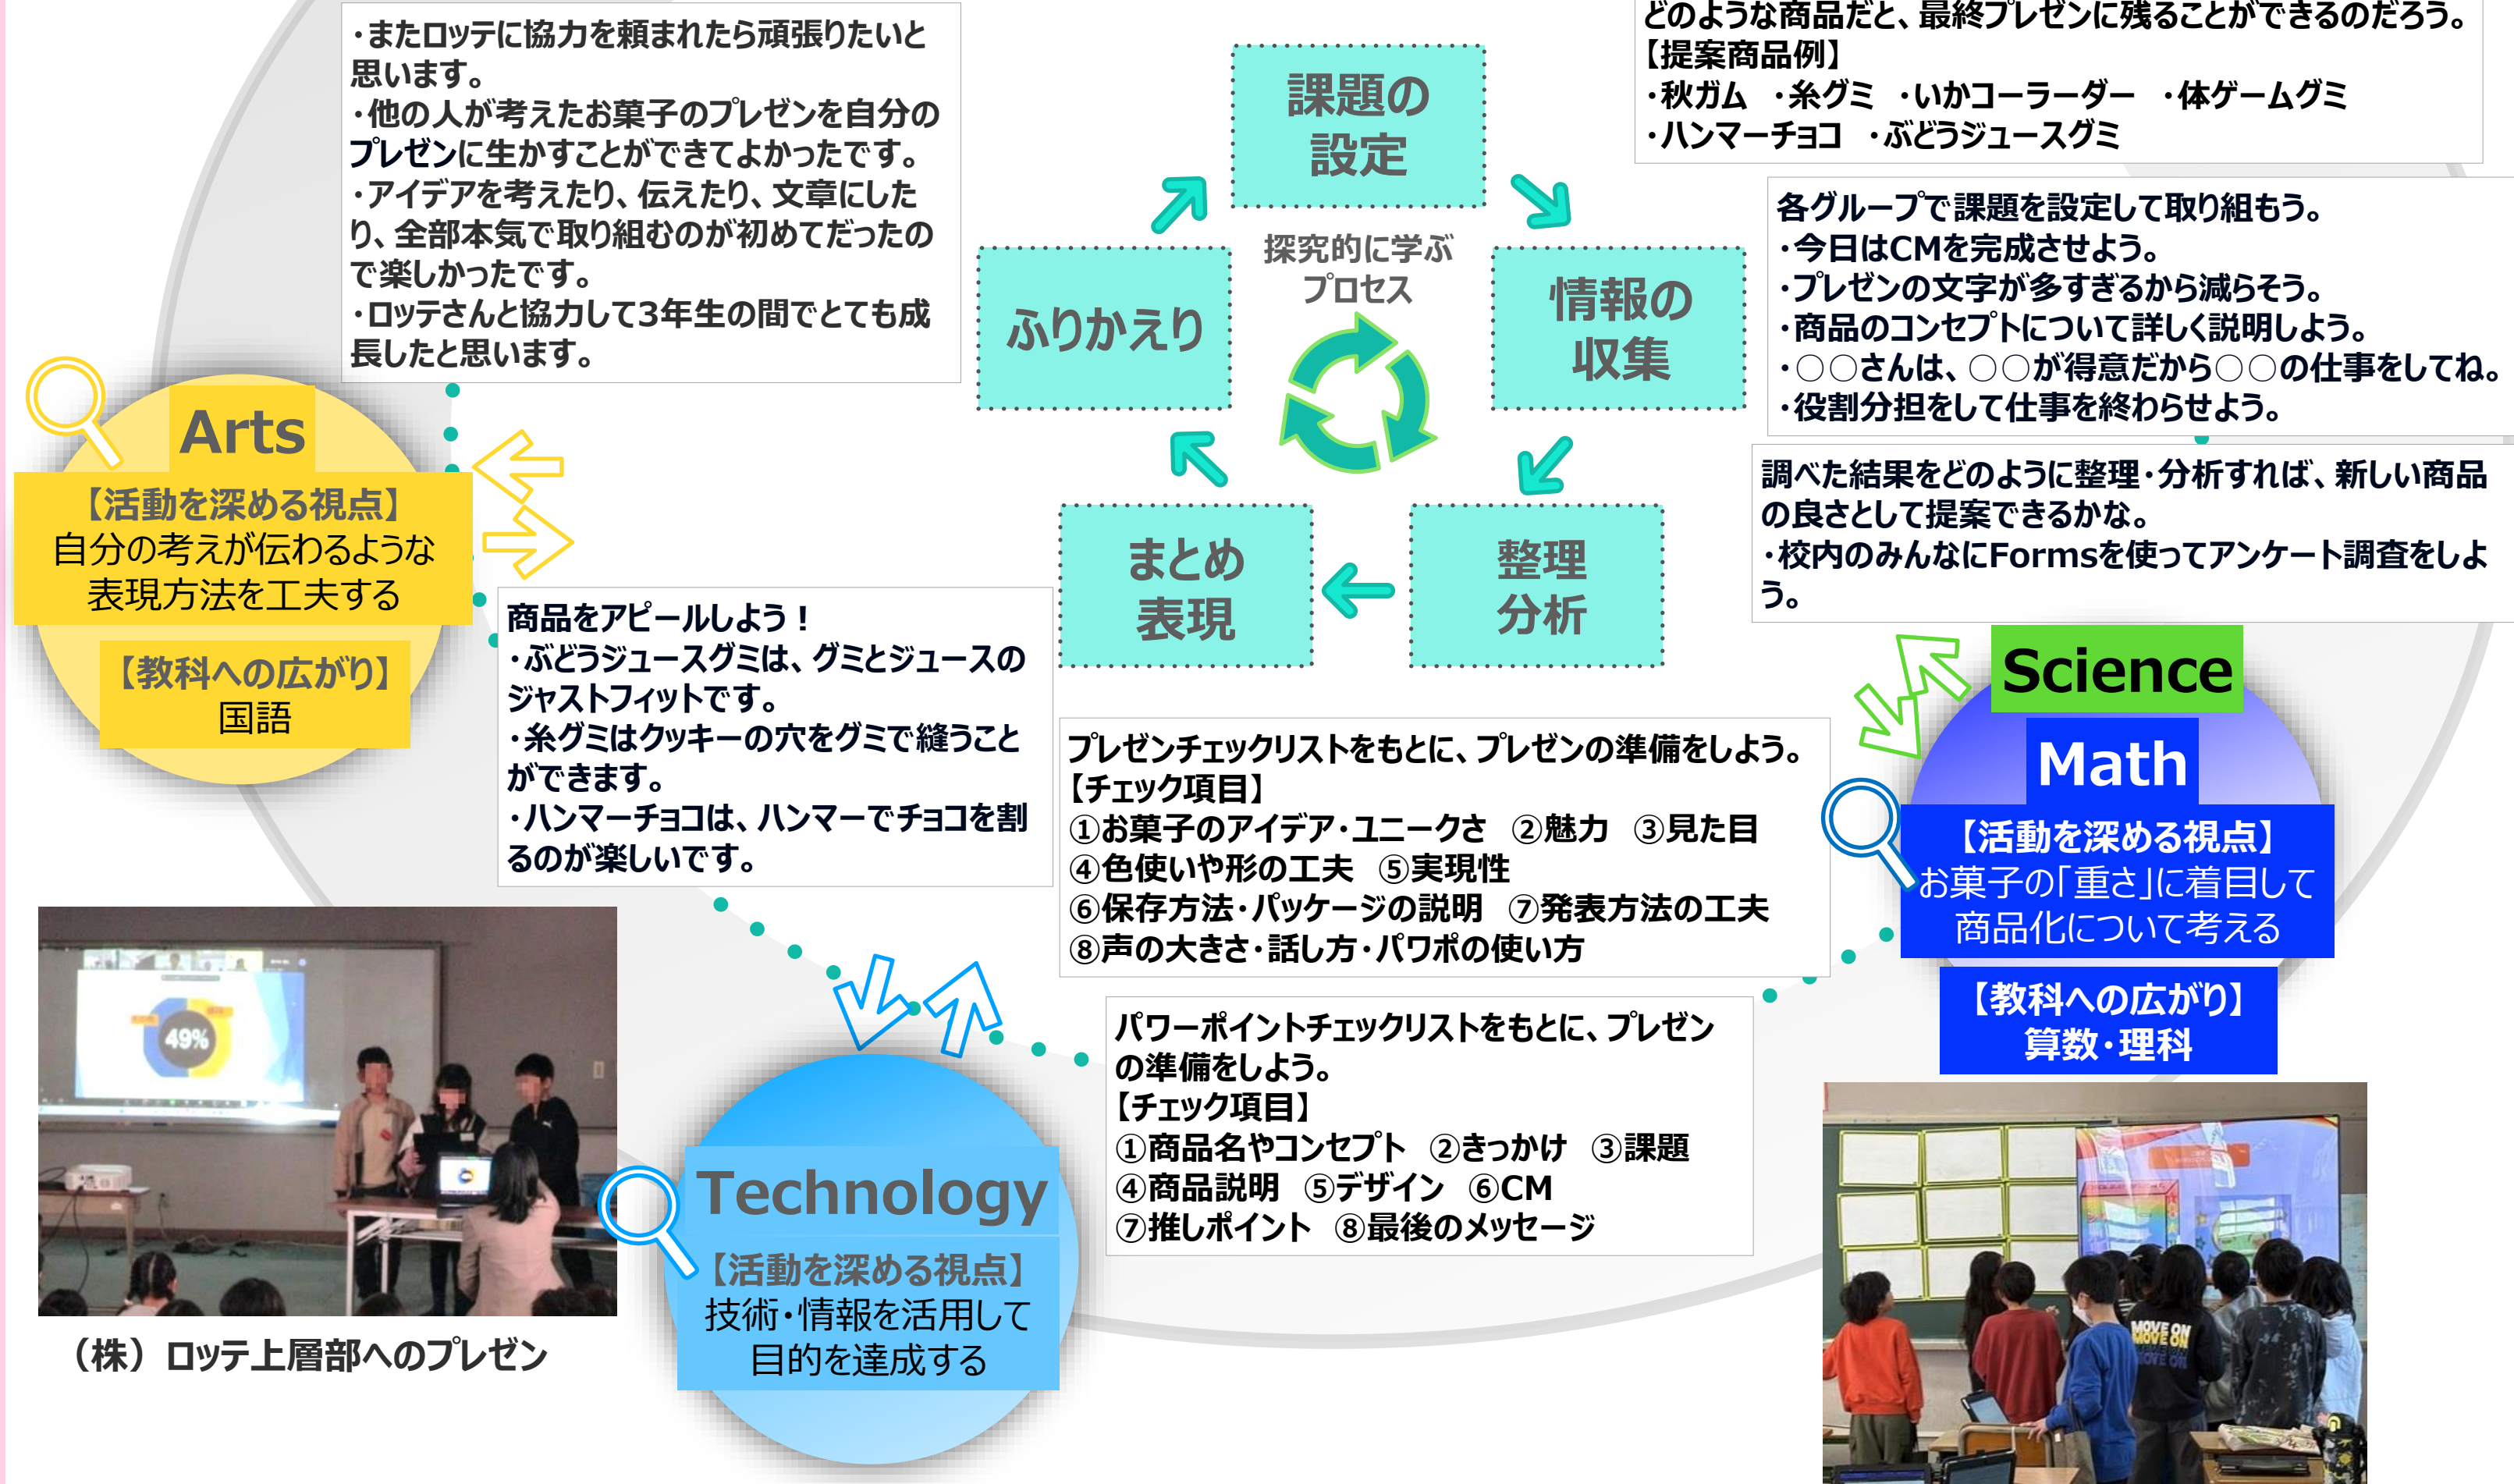 ・またロッテに協力を頼まれたら頑張りたいと
思います。
・他の人が考えたお菓子のプレゼンを自分の
プレゼンに生かすことができてよかったです。
・アイデアを考えたり、伝えたり、文章にした
り、全部本気で取り組むのが初めてだったの
で楽しかったです。
・ロッテさんと協力して3年生の間でとても成
長したと思います。
課題の
設定
探究的に学ぶ
プロセス
ふりかえり
情報の
収集
まとめ
表現
整理
分析
どのような商品だと、最終プレゼンに残ることができるのだろう。
【提案商品例】
・秋ガム ・糸グミ ・いかコーラーダー ・体ゲームグミ
・ハンマーチョコ ・ぶどうジュースグミ
各グループで課題を設定して取り組もう。
・今日はCMを完成させよう。
・プレゼンの文字が多すぎるから減らそう。
・商品のコンセプトについて詳しく説明しよう。
・○○さんは、○○が得意だから○○の仕事をしてね。
・役割分担をして仕事を終わらせよう。
調べた結果をどのように整理・分析すれば、新しい商品
の良さとして提案できるかな。
・校内のみんなにFormsを使ってアンケート調査をしよ
う。
Arts
【活動を深める視点】
自分の考えが伝わるような
表現方法を工夫する
【教科への広がり】
国語
商品をアピールしよう！
・ぶどうジュースグミは、グミとジュースの
ジャストフィットです。
・糸グミはクッキーの穴をグミで縫うこと
ができます。
・ハンマーチョコは、ハンマーでチョコを割
るのが楽しいです。
プレゼンチェックリストをもとに、プレゼンの準備をしよう。
【チェック項目】
①お菓子のアイデア・ユニークさ ②魅力 ③見た目
④色使いや形の工夫 ⑤実現性
⑥保存方法・パッケージの説明 ⑦発表方法の工夫
⑧声の大きさ・話し方・パワポの使い方
Science
Math
【活動を深める視点】
お菓子の「重さ」に着目して
商品化について考える
【教科への広がり】
算数・理科
パワーポイントチェックリストをもとに、プレゼン
の準備をしよう。
【チェック項目】
①商品名やコンセプト ②きっかけ ③課題
④商品説明 ⑤デザイン ⑥CM
⑦推しポイント ⑧最後のメッセージ
Technology
【活動を深める視点】
技術・情報を活用して
目的を達成する
49%
（株）ロッテ上層部へのプレゼン
MOVE ON
MOVE ON
MOVE ON